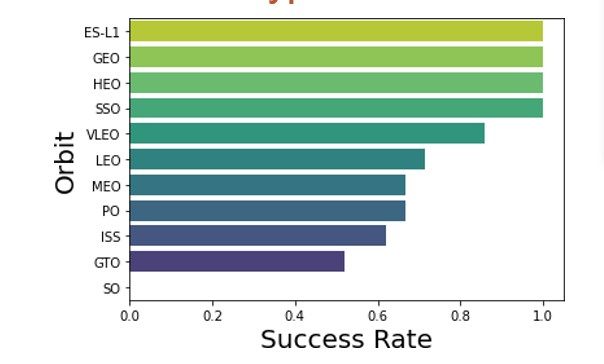 ES-L1
GEO
HEO
SSO
VLEO
LEO
MEO
PO
ISS
GTO
SO
Orbit
0.0 0.2 0.4 0.6 0.8 1.0
Success Rate